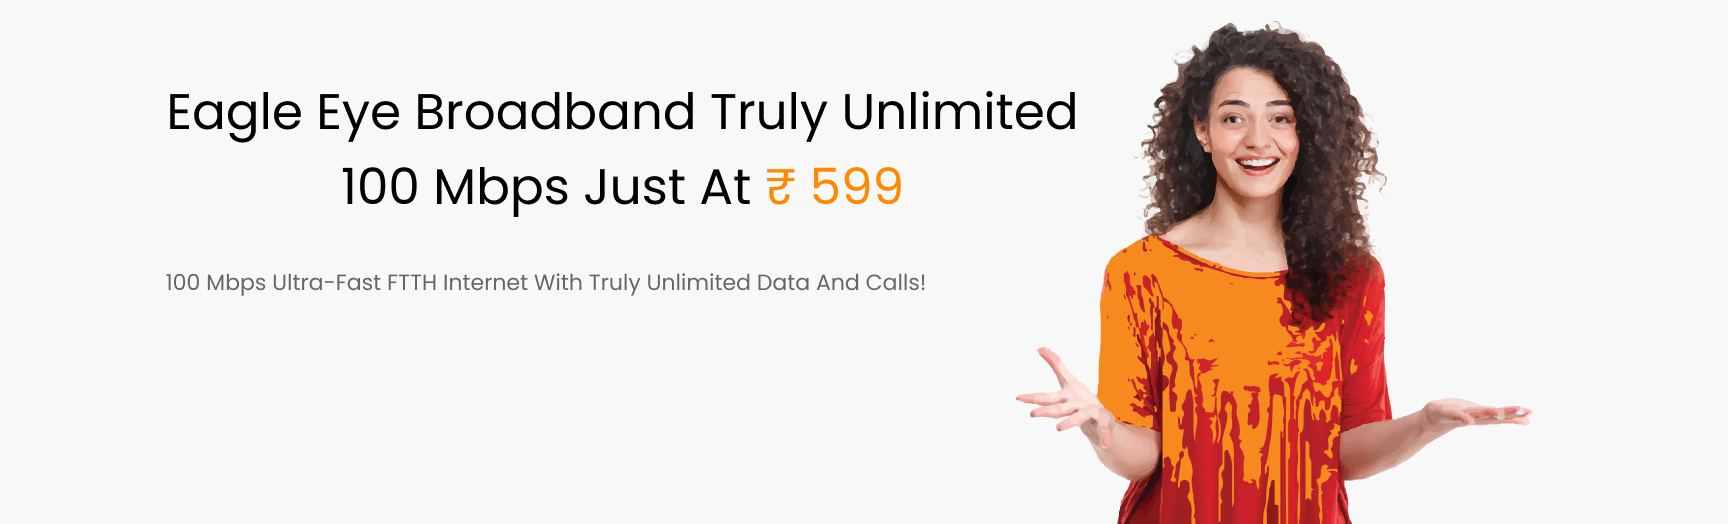 Eagle Eye Broadband Truly Unlimited
100 Mbps Just At ₹ 599
100 Mbps Ultra-Fast FTTH Internet With Truly Unlimited Data And Calls!